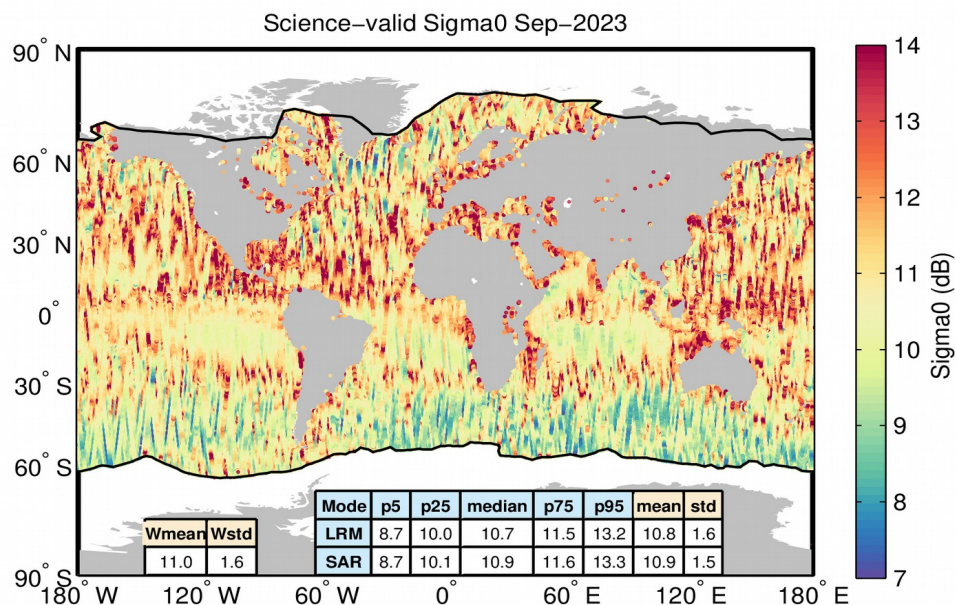 Science−valid Sigma0 Sep−2023
90° N
60° N
30° N
0°
30° S
60° S
90° S
180° W 120° W 60° W 0° 60° E 120° E 180° E
Wmean Wstd
11.0 1.6
Mode p5 p25 median p75 p95 mean std
LRM 8.7 10.0 10.7 11.5 13.2 10.8 1.6
SAR 8.7 10.1 10.9 11.6 13.3 10.9 1.5
14
13
12
11
10
9
8
7
Sigma0 (dB)